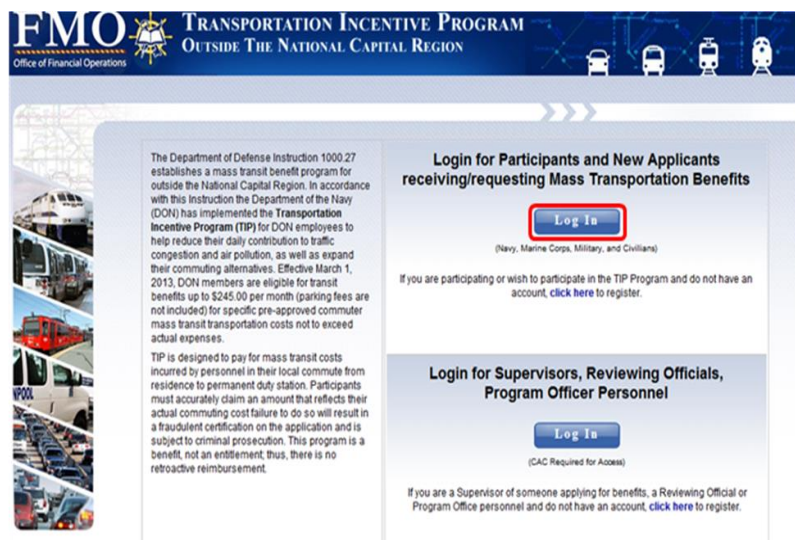 FMO
Office of Financial Operations
TRANSPORTATION INCENTIVE PROGRAM
OUTSIDE THE NATIONAL CAPITAL REGION
The Department of Defense Instruction 1000.27
establishes a mass transit benefit program for
outside the National Capital Region. In accordance
with this Instruction the Department of the Navy
(DON) has implemented the Transportation
Incentive Program (TIP) for DON employees to
help reduce their daily contribution to traffic
congestion and air pollution, as well as expand
their commuting alternatives. Effective March 1,
2013, DON members are eligible for transit
benefits up to $245.00 per month (parking fees are
not included) for specific pre-approved commuter
mass transit transportation costs not to exceed
actual expenses.
TIP is designed to pay for mass transit costs
incurred by personnel in their local commute from
residence to permanent duty station. Participants
must accurately claim an amount that reflects their
actual commuting cost failure to do so will result in
a fraudulent certification on the application and is
subject to criminal prosecution. This program is a
benefit, not an entitlement; thus, there is no
retroactive reimbursement.
Login for Participants and New Applicants
receiving/requesting Mass Transportation Benefits
Log In
(Navy, Marine Corps, Military, and Civilians)
If you are participating or wish to participate in the TIP Program and do not have an
account, click here to register.
Login for Supervisors, Reviewing Officials,
Program Officer Personnel
Log In
(CAC Required for Access)
If you are a Supervisor of someone applying for benefits, a Reviewing Official or
Program Office personnel and do not have an account, click here to register.
NPOOL